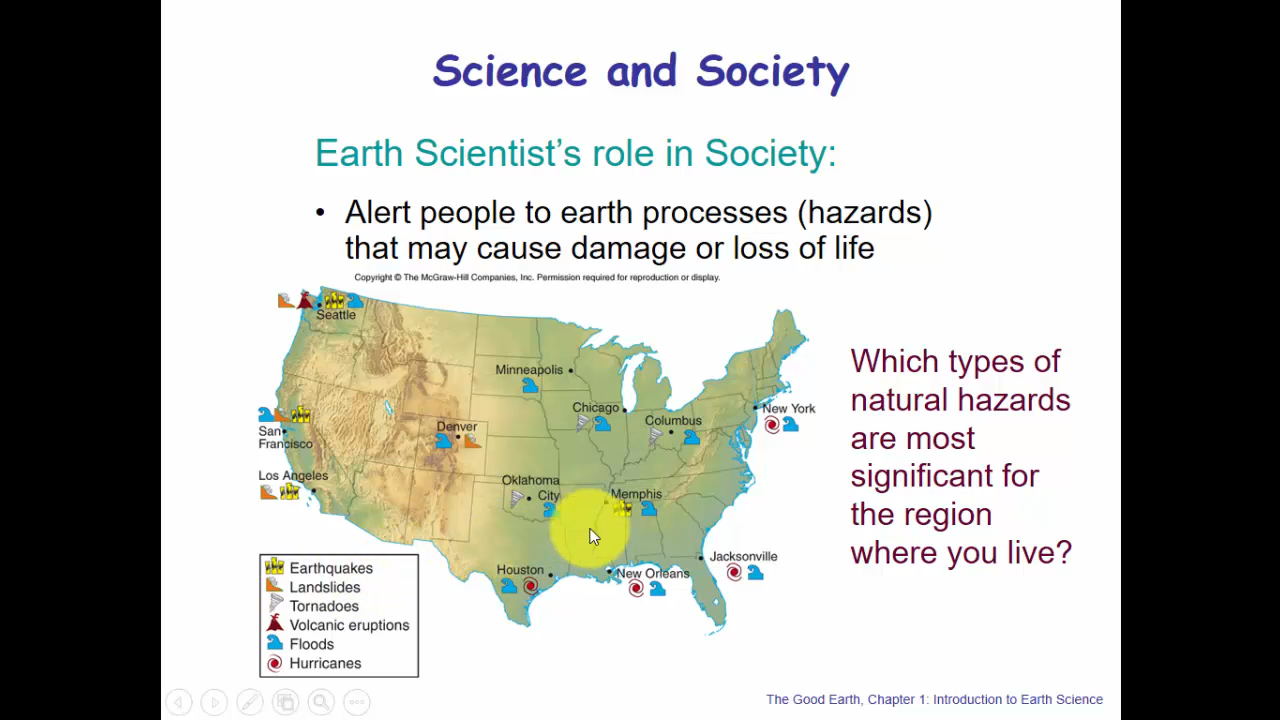 Science and Society
Earth Scientist's role in Society:
• Alert people to earth processes (hazards)
that may cause damage or loss of life
Copyright © The McGraw-Hill Companies, Inc. Permission required for reproduction or display.
Seattle
Minneapolis
Chicago
Columbus
New York
Denver
San
Francisco
Los Angeles
Oklahoma
City
Memphis
Houston
New Orleans
Jacksonville
Earthquakes
Landslides
Tornadoes
Volcanic eruptions
Floods
Hurricanes
Which types of
natural hazards
are most
significant for
the region
where you live?
The Good Earth, Chapter 1: Introduction to Earth Science